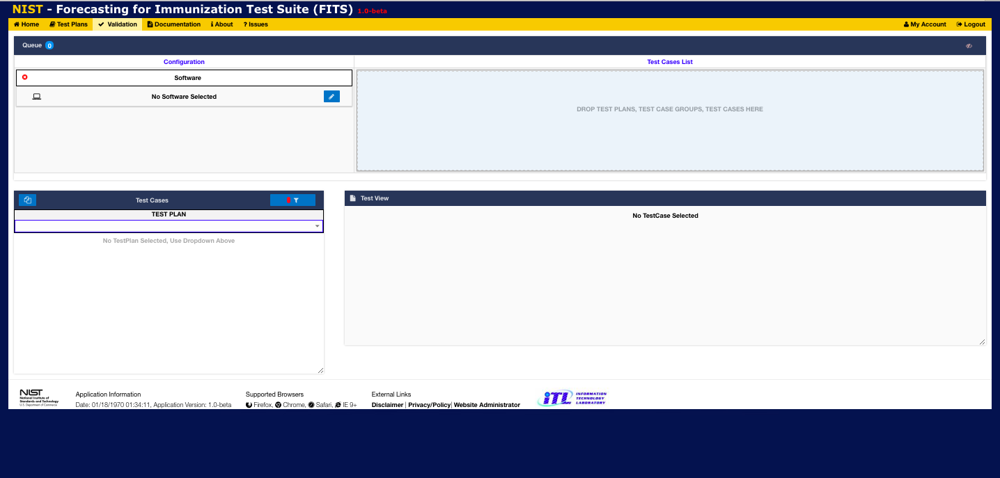 NIST - Forecasting for Immunization Test Suite (FITS) 1.0-beta
Home Test Plans Validation Documentation About Issues My Account Logout
Queue 0
Configuration Test Cases List
Software
No Software Selected
DROP TEST PLANS, TEST CASE GROUPS, TEST CASES HERE
Test Cases
TEST PLAN
No TestPlan Selected, Use Dropdown Above
Test View
No TestCase Selected
NIST
National Institute of
Standards and Technology
U.S. Department of Commerce
Application Information
Date: 01/18/1970 01:34:11, Application Version: 1.0-beta
Supported Browsers
Firefox, Chrome, Safari, IE 9+
External Links
Disclaimer | Privacy/Policy| Website Administrator
ITL INFORMATION
TECHNOLOGY
LABORATORY